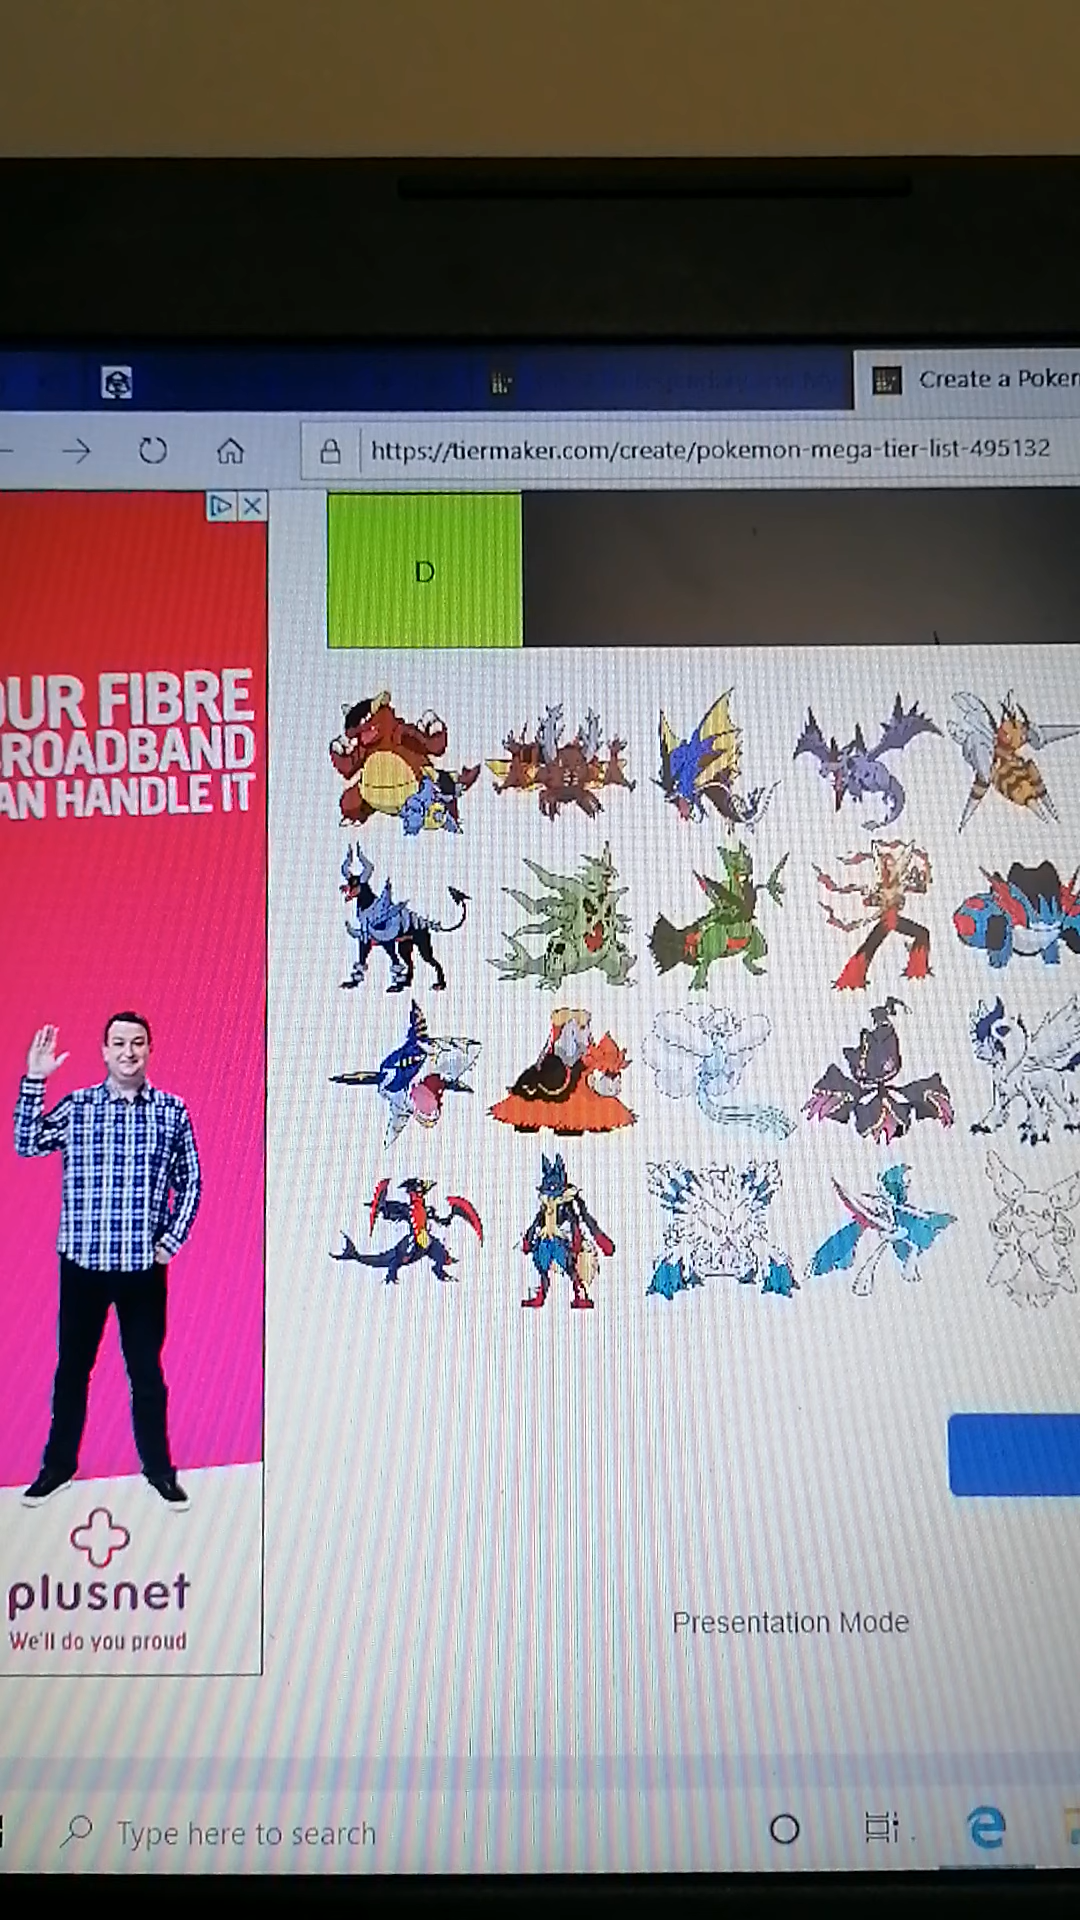 Create a Poken
https://tiermaker.com/create/pokemon-mega-tier-list-495132
D
OUR FIBRE
ROADBAND
AN HANDLE IT
plusnet
We'll do you proud
Presentation Mode
Type here to search